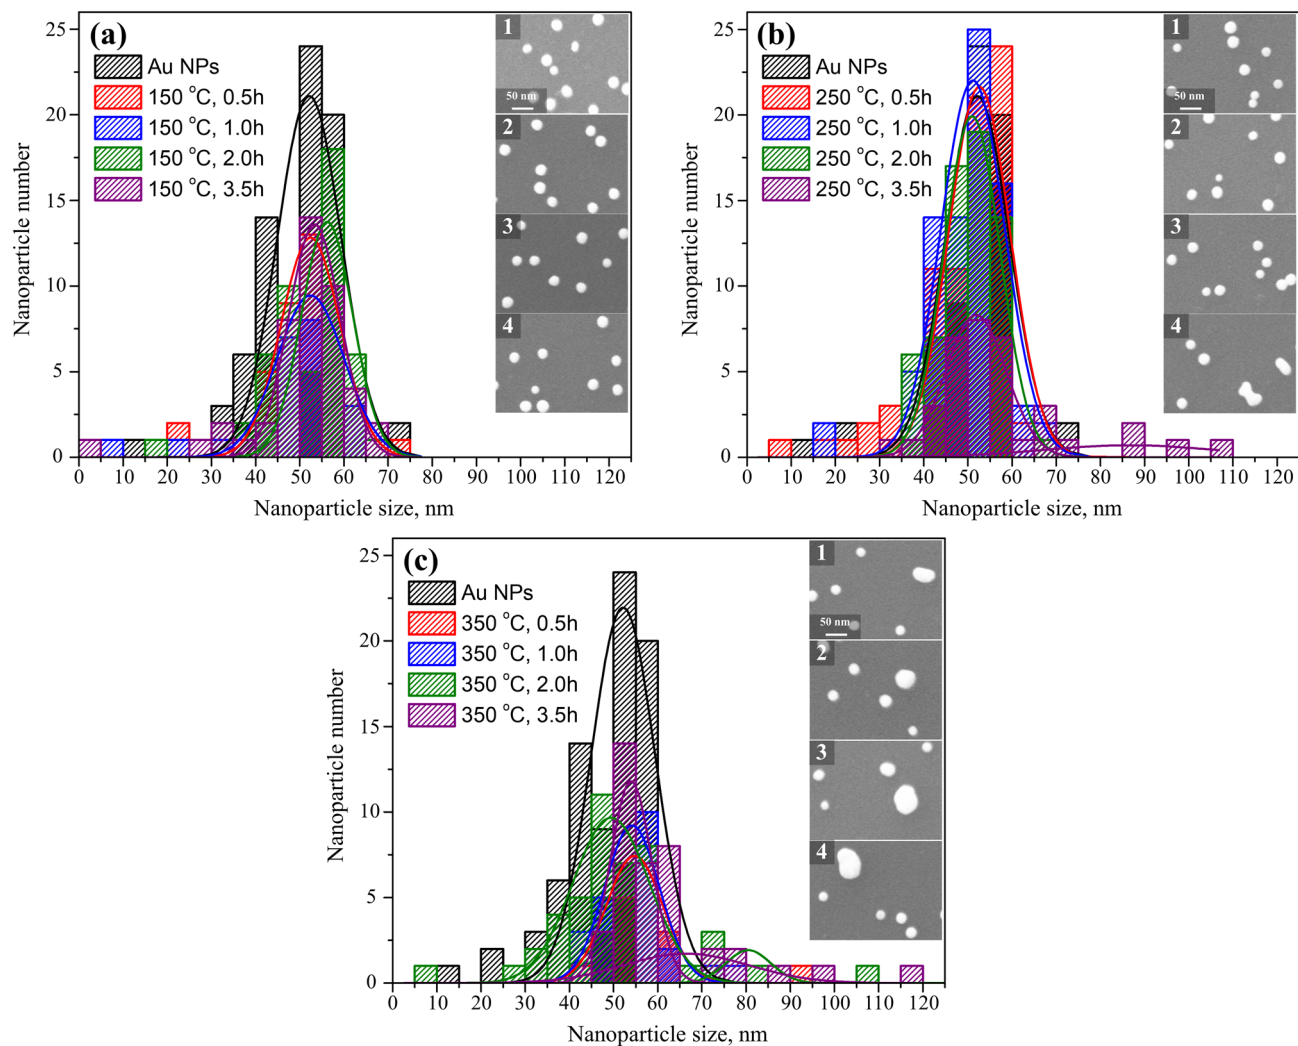 (a)
Au NPs
150 °C, 0.5h
150 °C, 1.0h
150 °C, 2.0h
150 °C, 3.5h
Nanoparticle number
25
20
15
10
5
0
0 10 20 30 40 50 60 70 80 90 100 110 120
Nanoparticle size, nm
1
50 nm
2
3
4
(b)
Au NPs
250 °C, 0.5h
250 °C, 1.0h
250 °C, 2.0h
250 °C, 3.5h
Nanoparticle number
25
20
15
10
5
0
0 10 20 30 40 50 60 70 80 90 100 110 120
Nanoparticle size, nm
1
50 nm
2
3
4
(c)
Au NPs
350 °C, 0.5h
350 °C, 1.0h
350 °C, 2.0h
350 °C, 3.5h
Nanoparticle number
25
20
15
10
5
0
0 10 20 30 40 50 60 70 80 90 100 110 120
Nanoparticle size, nm
1
50 nm
2
3
4